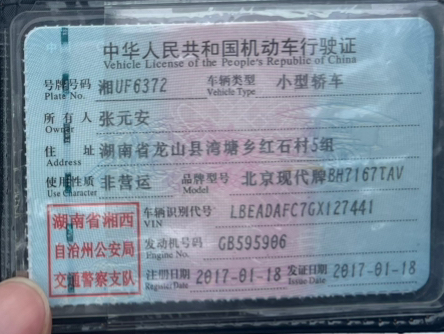 中华人民共和国机动车行驶证
Vehicle License of the People's Republic of China
号牌号码 湘UF6372 车辆类型 小型轿车
Plate No. Vehicle Type
所有人 张元安
Owner
住址 湖南省龙山县湾塘乡红石村5组
Address
使用性质 非营运 品牌型号 北京现代牌BH7167TAV
Use Character Model
湖南省湘西
自治州公安局
交通警察支队
车辆识别代号 LBEADAFC7GX127441
VIN
发动机号码 GB595906
Engine No.
注册日期 2017-01-18 发证日期 2017-01-18
Register Date Issue Date